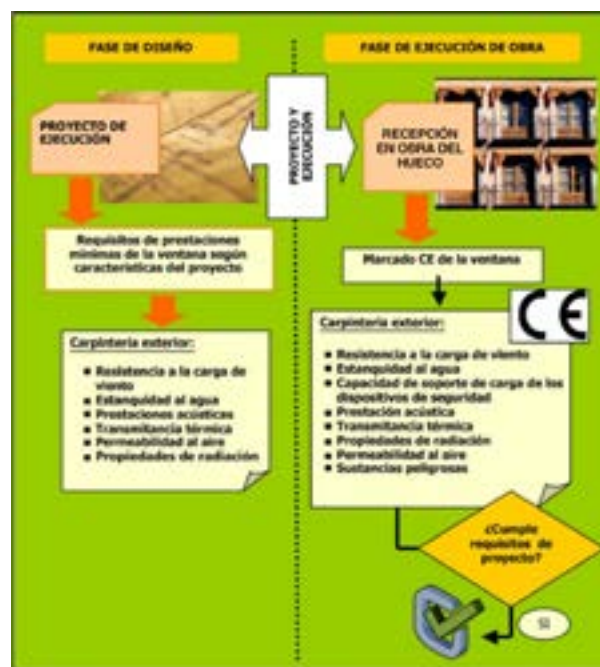 FASE DE DISEÑO
PROYECTO DE
EJECUCIÓN
Requisitos de prestaciones
mínimas de la ventana según
características del proyecto
Carpintería exterior:
▪ Resistencia a la carga de
viento
▪ Estanquidad al agua
▪ Prestaciones acústicas
▪ Transmitancia térmica
▪ Permeabilidad al aire
▪ Propiedades de radiación
PROYECTO Y
EJECUCIÓN
FASE DE EJECUCIÓN DE OBRA
RECEPCIÓN
EN OBRA DEL
HUECO
Marcado CE de la ventana
CE
Carpintería exterior:
▪ Resistencia a la carga de viento
▪ Estanquidad al agua
▪ Capacidad de soporte de carga de los
dispositivos de seguridad
▪ Prestación acústica
▪ Transmitancia térmica
▪ Propiedades de radiación
▪ Permeabilidad al aire
▪ Sustancias peligrosas
¿Cumple
requisitos de
proyecto?
SI